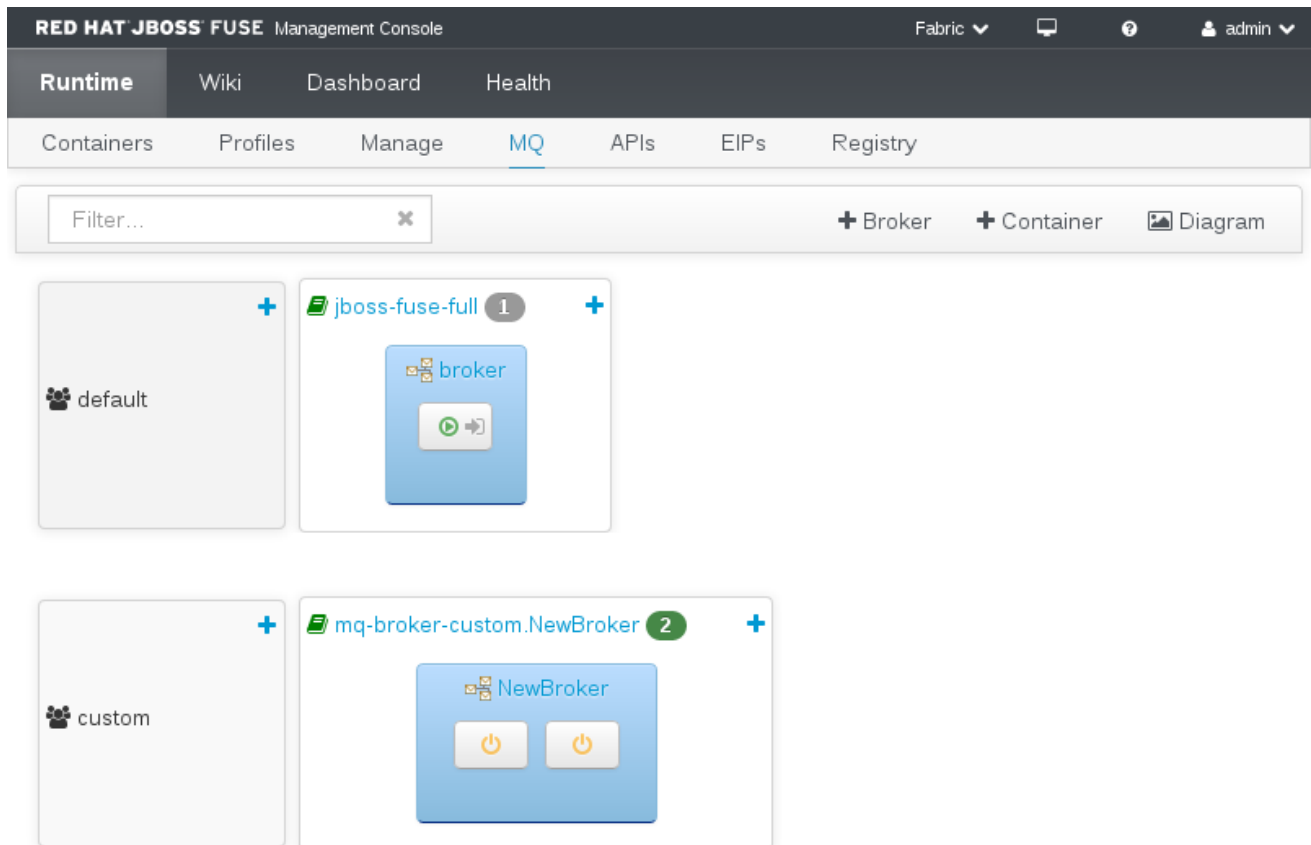 RED HAT JBOSS FUSE Management Console Fabric admin
Runtime Wiki Dashboard Health
Containers Profiles Manage MQ APIs EIPs Registry
Filter... Broker Container Diagram
jboss-fuse-full 1
broker
default
mq-broker-custom.NewBroker 2
NewBroker
custom